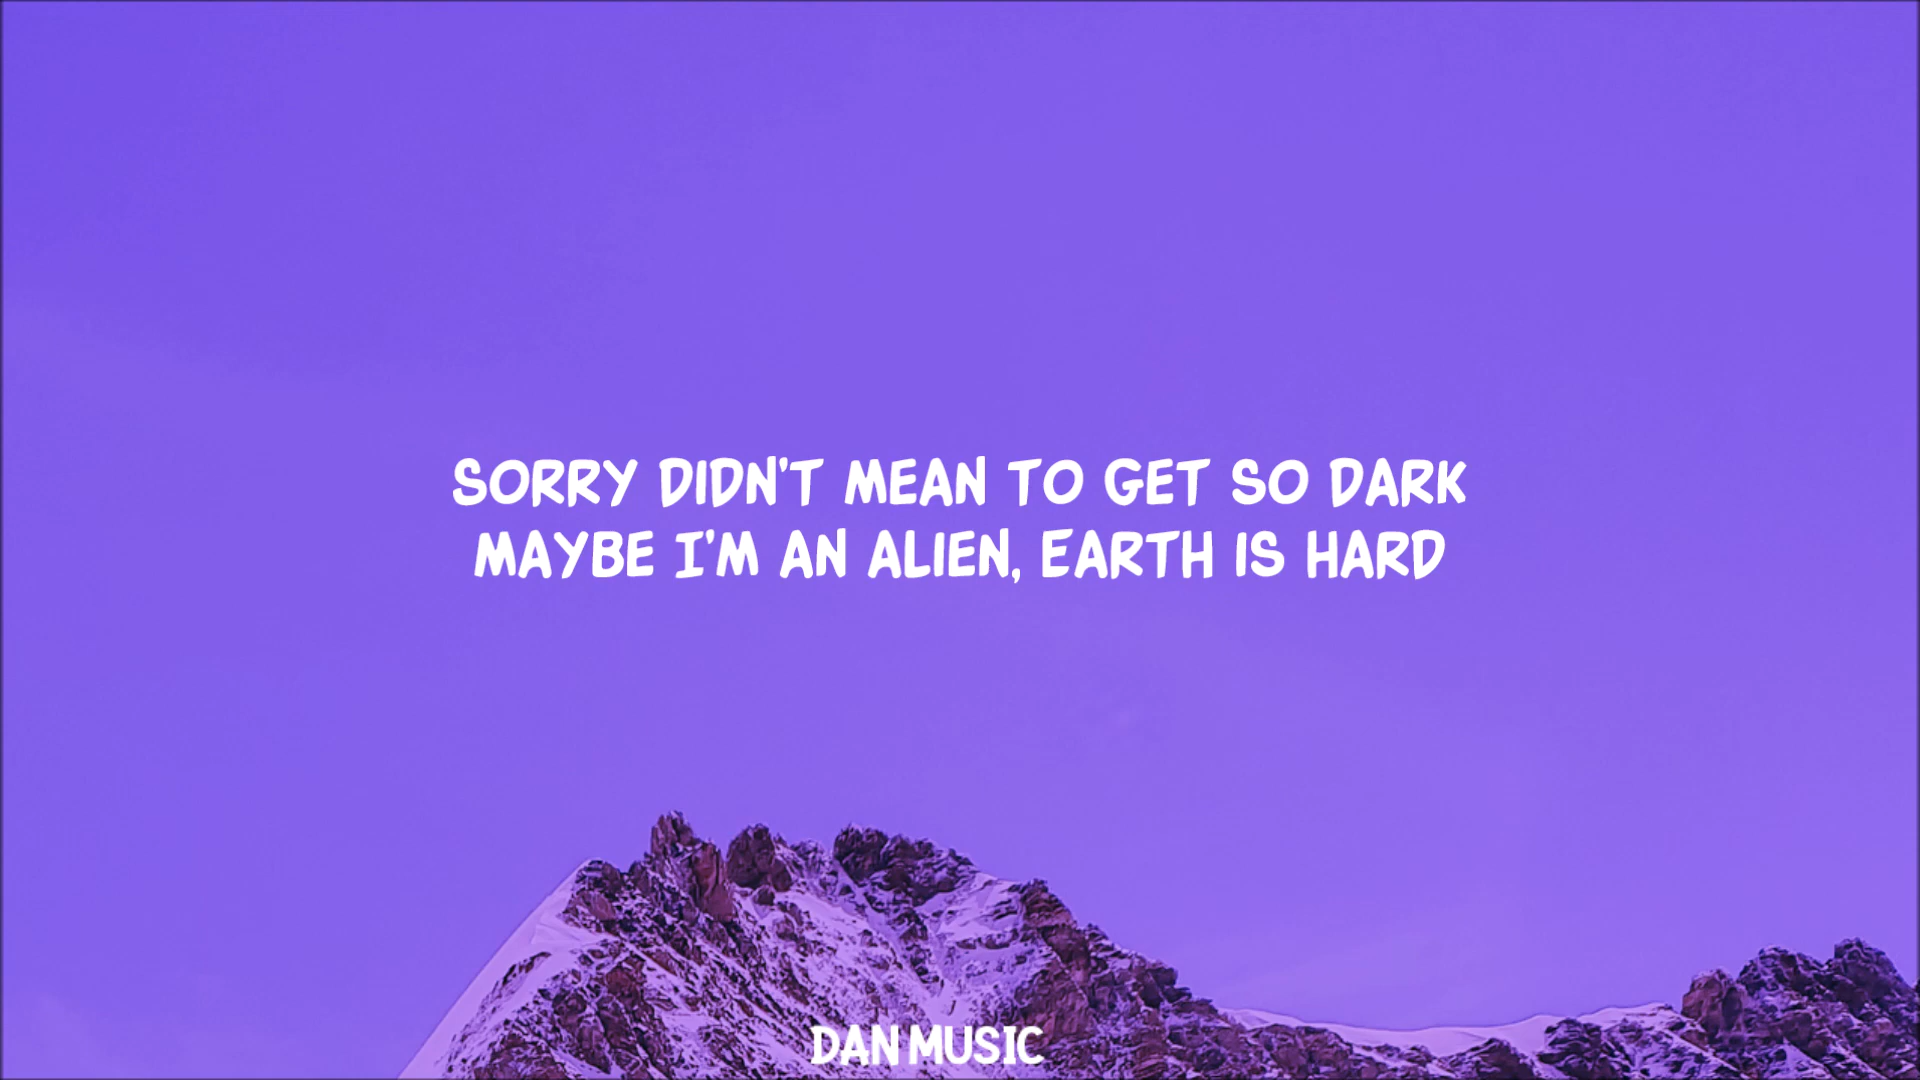 SORRY DIDN'T MEAN TO GET SO DARK
MAYBE I'M AN ALIEN, EARTH IS HARD
DAN MUSIC